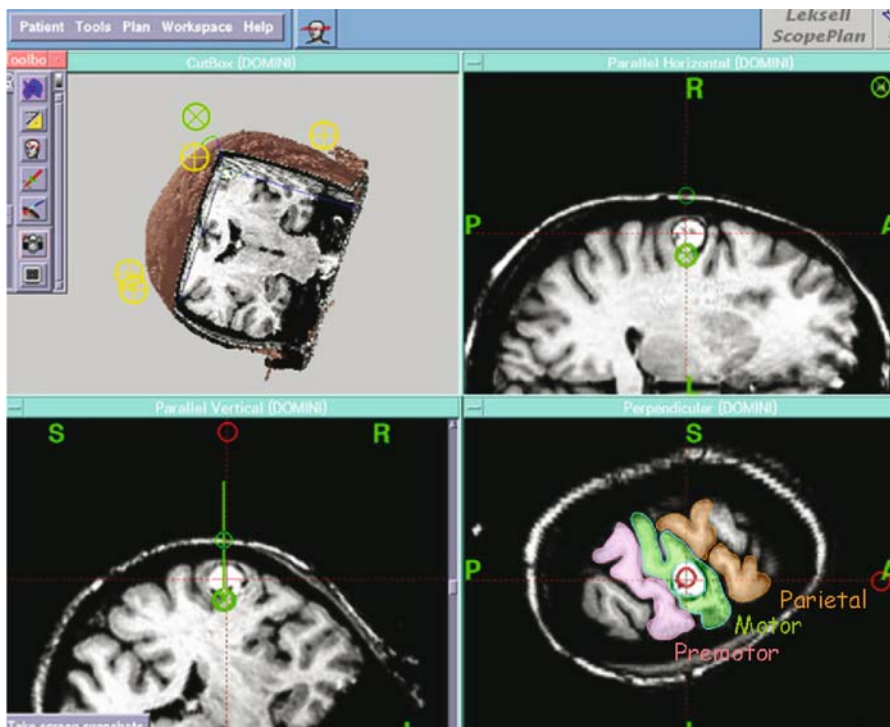 Patient Tools Plan Workspace Help
Leksell
ScopePlan
Toolbo
CutBox (DOMINI)
Parallel Horizontal (DOMINI)
R
P
A
L
Parallel Vertical (DOMINI)
S
R
L
Perpendicular (DOMINI)
S
P
A
Parietal
Motor
Premotor
L
Take screen snapshots